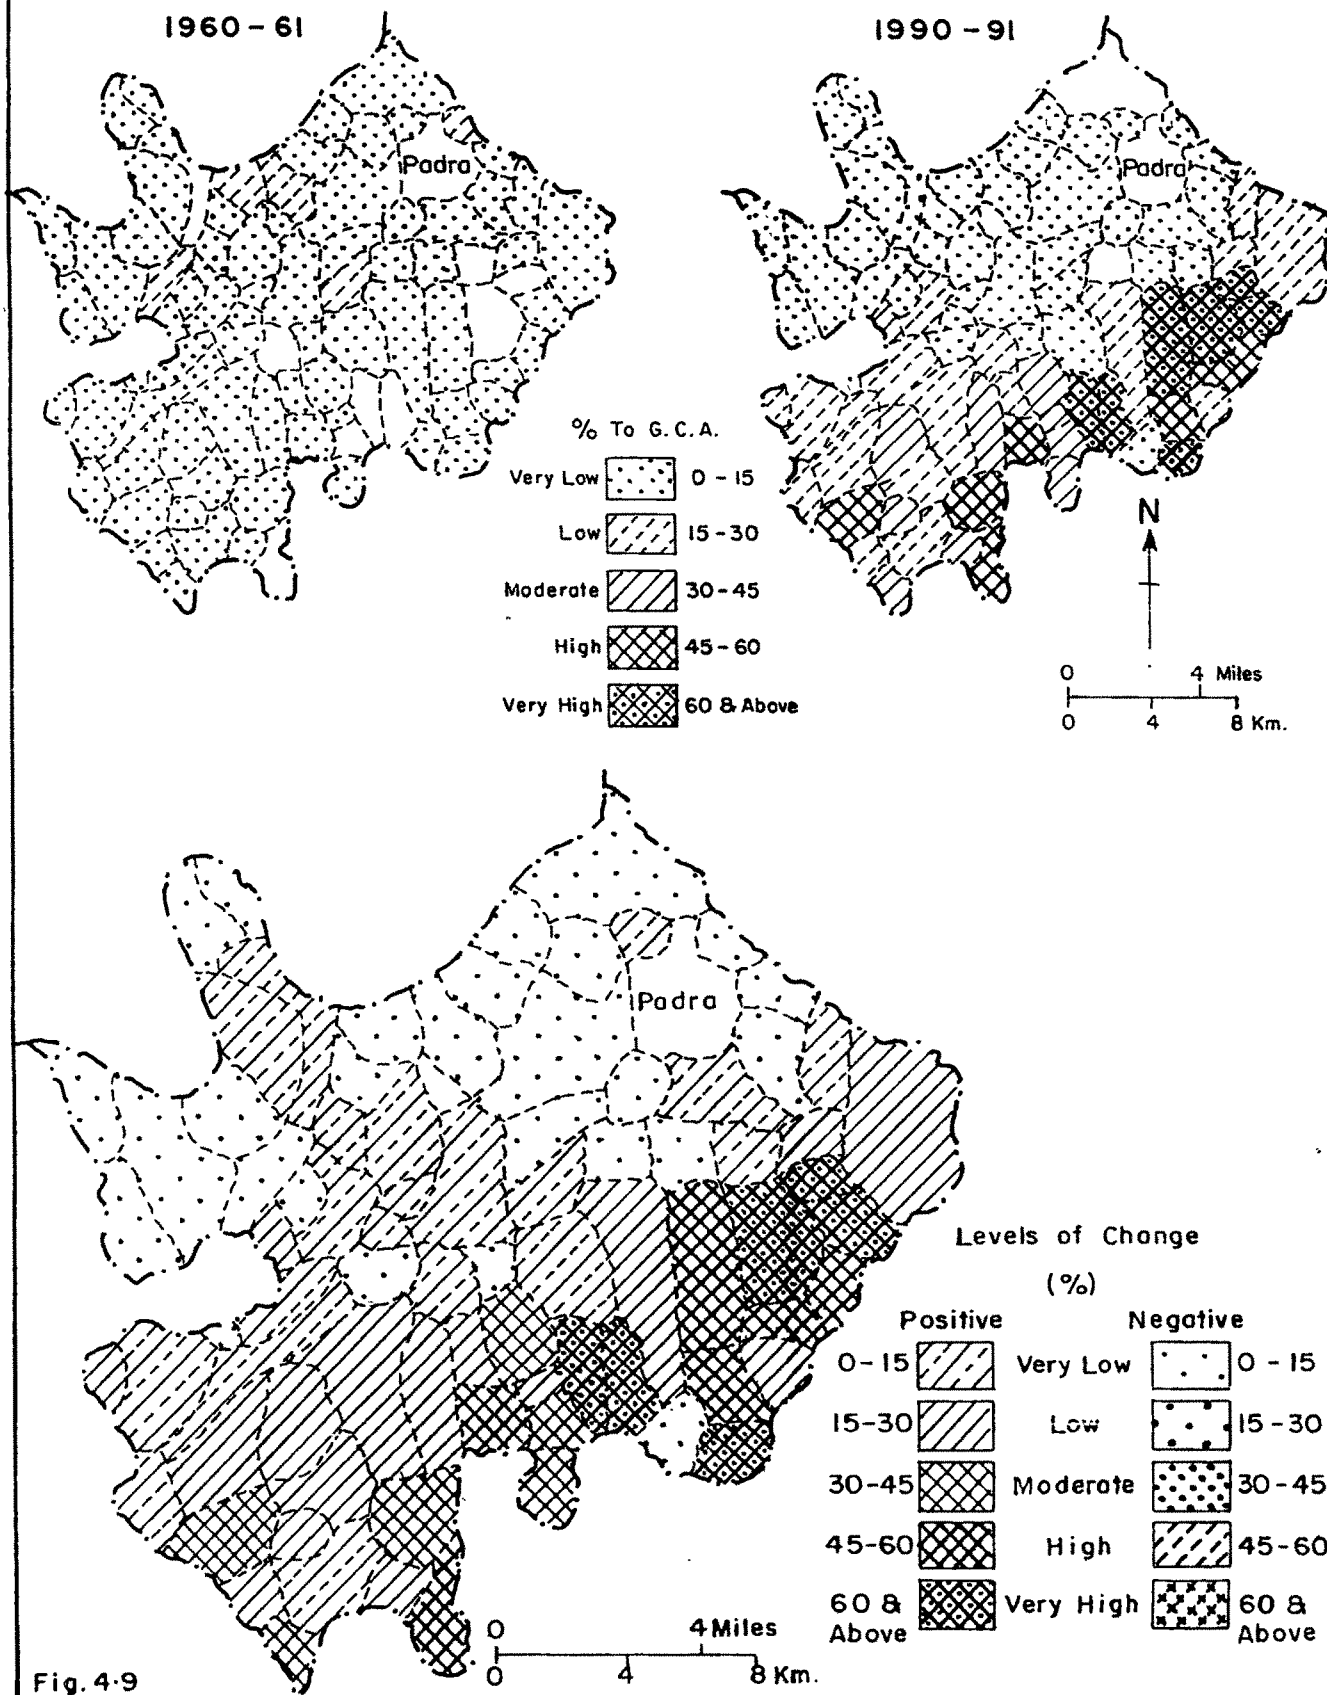 1960-61
1990-91
Padra
Padra
% To G.C.A.
Very Low 0-15
Low 15-30
Moderate 30-45
High 45-60
Very High 60 & Above
N
0 4 Miles
0 4 8 Km.
Padra
Levels of Change
(%)
Positive Negative
0-15 Very Low 0-15
15-30 Low 15-30
30-45 Moderate 30-45
45-60 High 45-60
60 & Above Very High 60 & Above
0 4 Miles
0 4 8 Km.
Fig. 4.9